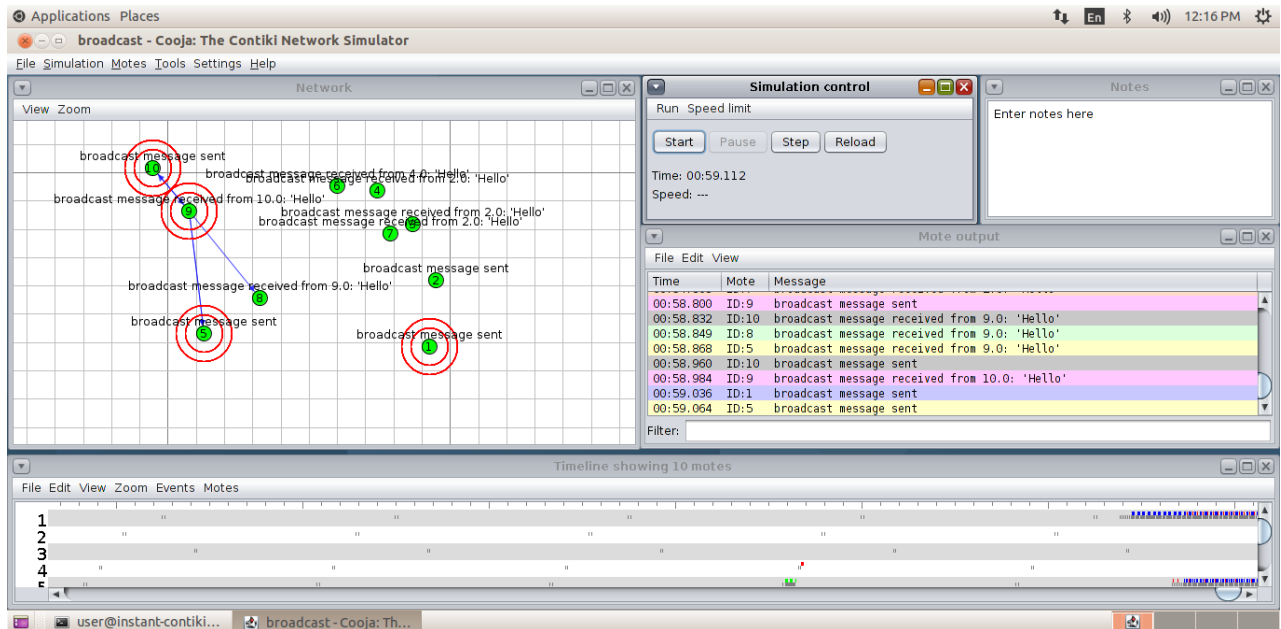 Applications Places
En
12:16 PM
broadcast - Cooja: The Contiki Network Simulator
File Simulation Motes Tools Settings Help
Network
View Zoom
broadcast message sent
10
broadcast message received from 4.0: 'Hello'
broadcast message received from 2.0: 'Hello'
6
4
broadcast message received from 10.0: 'Hello'
9
broadcast message received from 2.0: 'Hello'
broadcast message received from 2.0: 'Hello'
7
broadcast message sent
2
broadcast message received from 9.0: 'Hello'
8
broadcast message sent
5
broadcast message sent
1
Simulation control
Run Speed limit
Start Pause Step Reload
Time: 00:59.112
Speed: ---
Notes
Enter notes here
Mote output
File Edit View
Time Mote Message
00:58.800 ID:9 broadcast message sent
00:58.832 ID:10 broadcast message received from 9.0: 'Hello'
00:58.849 ID:8 broadcast message received from 9.0: 'Hello'
00:58.868 ID:5 broadcast message received from 9.0: 'Hello'
00:58.960 ID:10 broadcast message sent
00:58.984 ID:9 broadcast message received from 10.0: 'Hello'
00:59.036 ID:1 broadcast message sent
00:59.064 ID:5 broadcast message sent
Filter:
Timeline showing 10 motes
File Edit View Zoom Events Motes
1
2
3
4
user@instant-contiki...
broadcast - Cooja: Th...